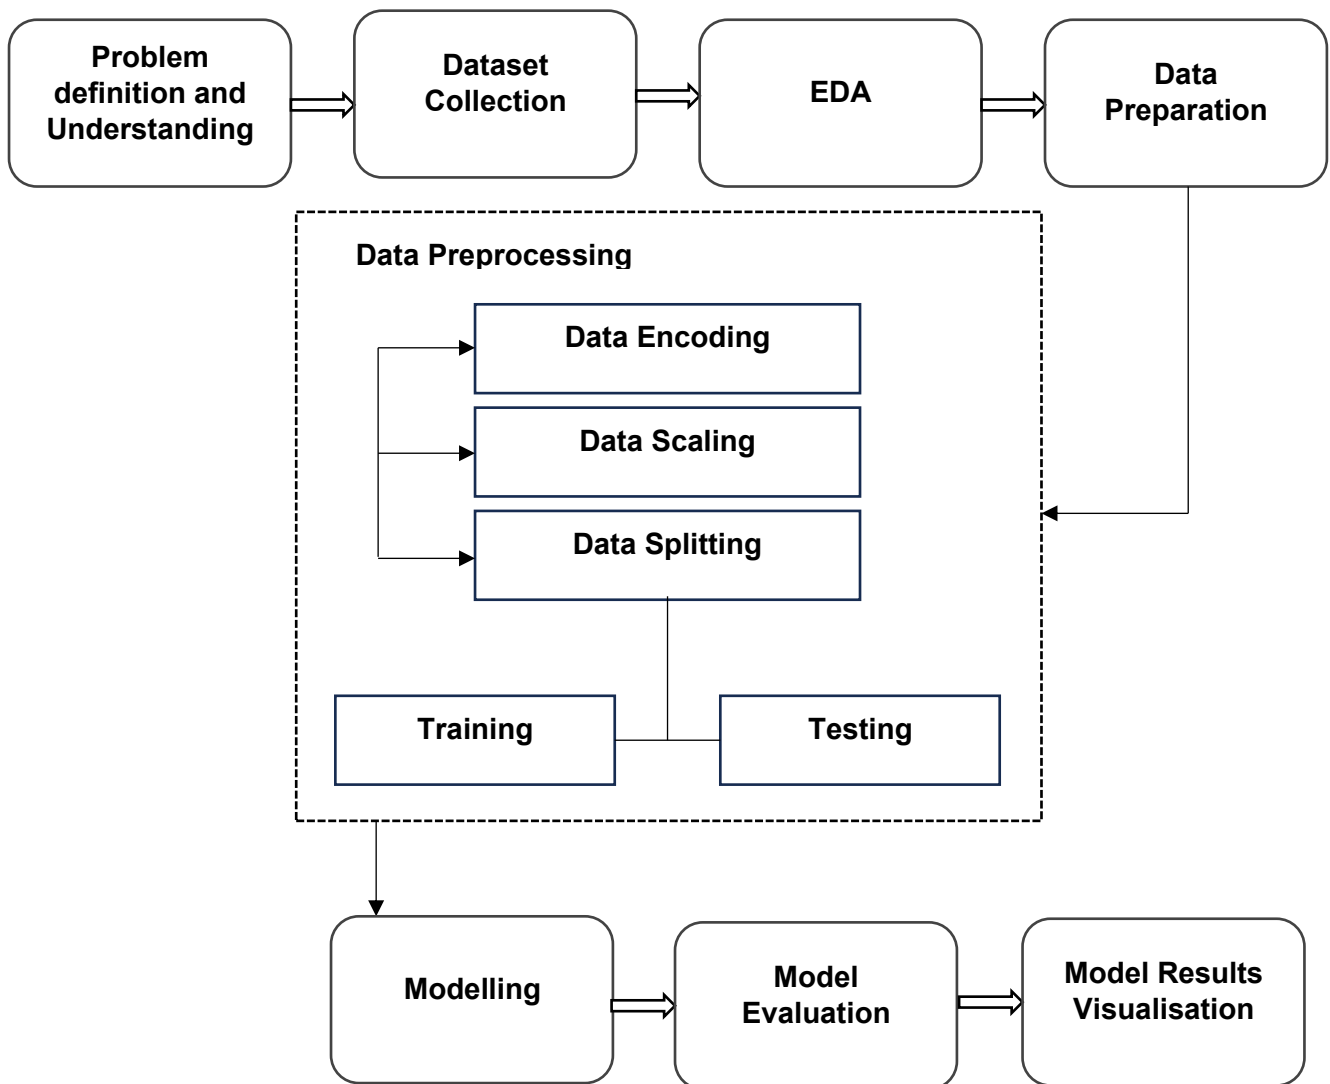 Problem
definition and
Understanding
Dataset
Collection
EDA
Data
Preparation
Data Preprocessing
Data Encoding
Data Scaling
Data Splitting
Training
Testing
Modelling
Model
Evaluation
Model Results
Visualisation